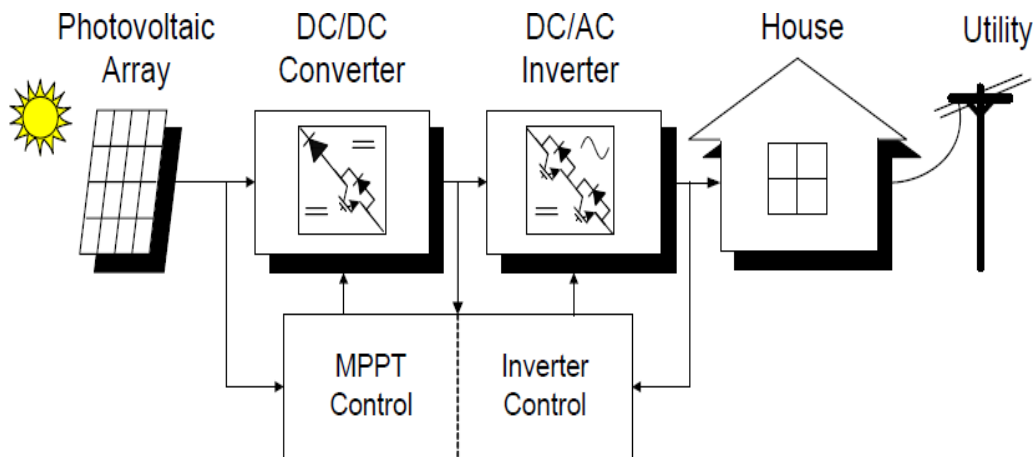 Photovoltaic
Array
DC/DC
Converter
DC/AC
Inverter
House
Utility
MPPT
Control
Inverter
Control